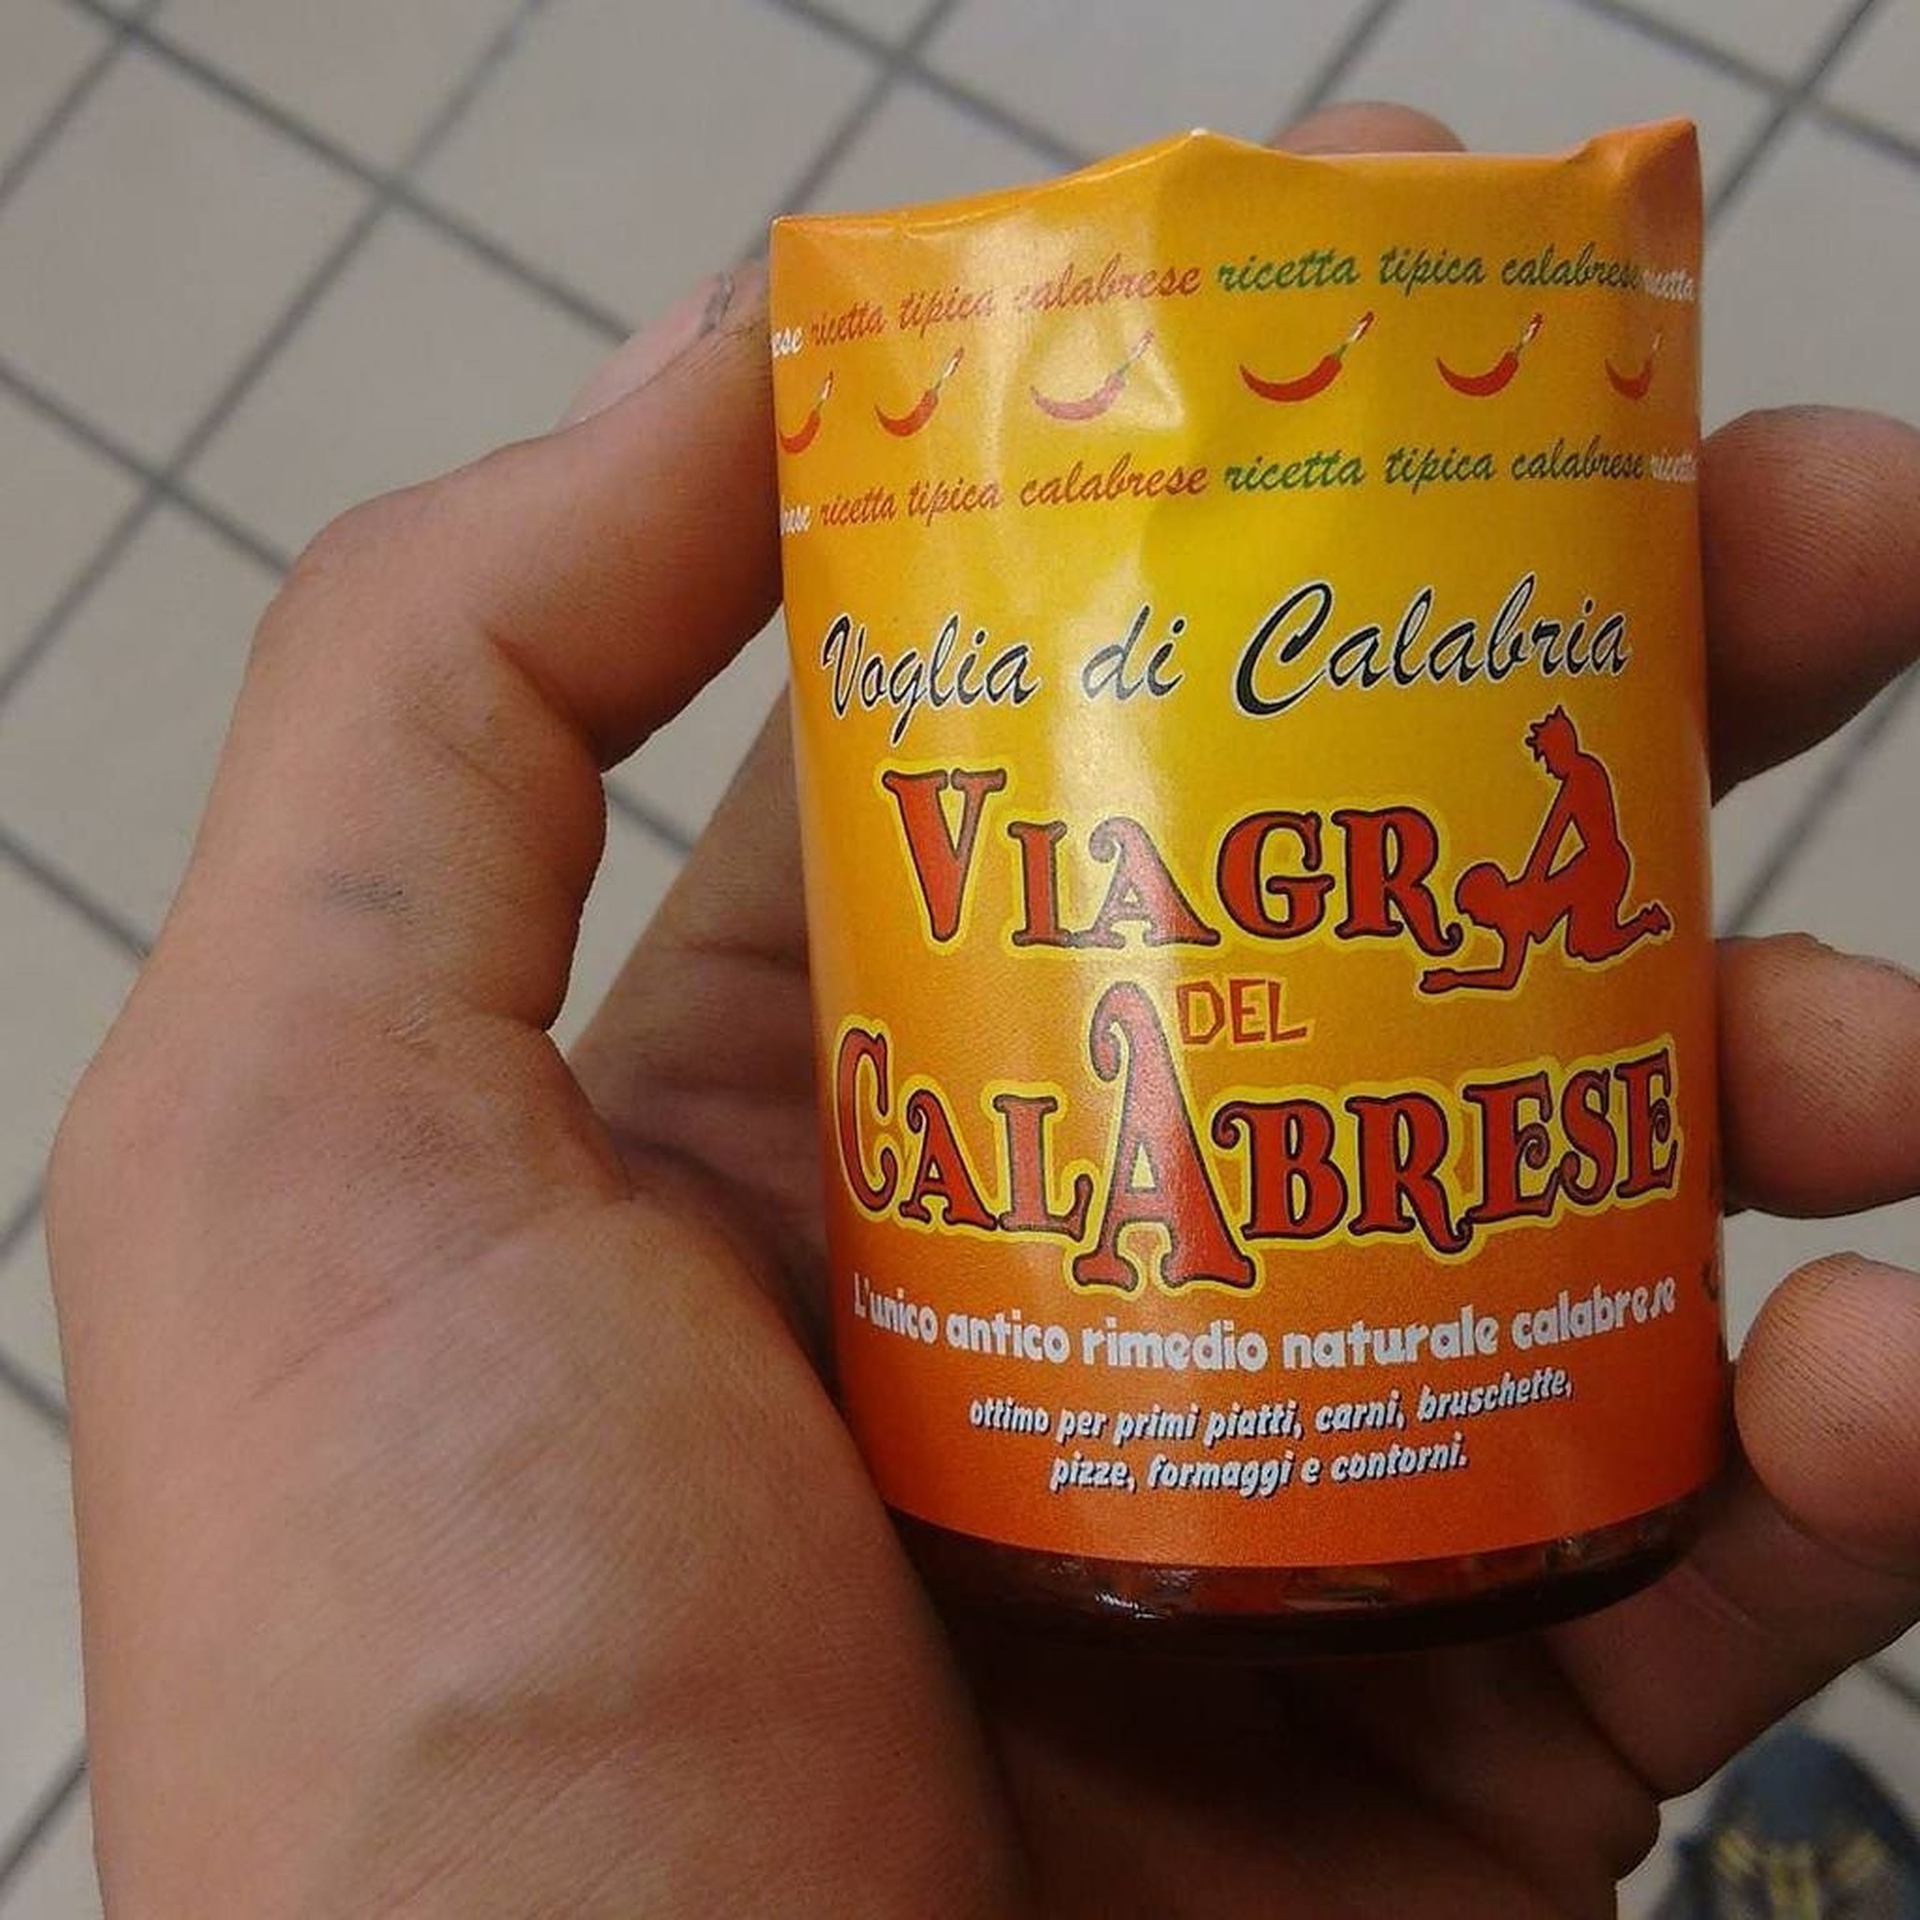 ricetta tipica calabrese ricetta tipica calabrese ricetta
ricetta tipica calabrese ricetta tipica calabrese
Voglia di Calabria
VIAGRA
DEL
CALABRESE
L'unico antico rimedio naturale calabrese
ottimo per primi piatti, carni, bruschette,
pizze, formaggi e contorni.